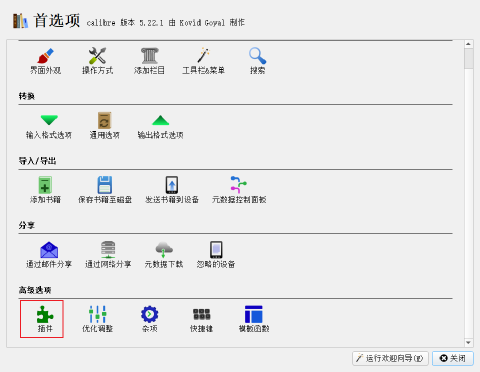 首选项 calibre 版本 5.22.1 由 Kovid Goyal 制作
界面外观 操作方式 添加栏目 工具栏&菜单 搜索
转换
输入格式选项 通用选项 输出格式选项
导入/导出
添加书籍 保存书籍至磁盘 发送书籍到设备 元数据控制面板
分享
通过邮件分享 通过网络分享 元数据下载 忽略的设备
高级选项
插件 优化调整 杂项 快捷键 模板函数
运行欢迎向导(W) 关闭